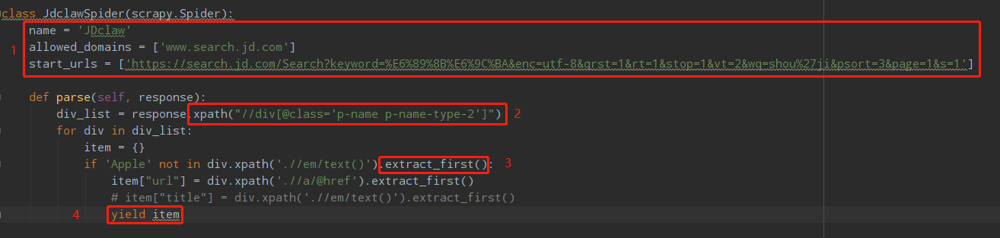 class JdclawSpider(scrapy.Spider):
1
name = 'JDclaw'
allowed_domains = ['www.search.jd.com']
start_urls = ['https://search.jd.com/Search?keyword=%E6%89%8B%E6%9C%BA&enc=utf-8&qrst=1&rt=1&stop=1&vt=2&wq=shou%27ji&psort=3&page=1&s=1']
def parse(self, response):
div_list = response.xpath("//div[@class='p-name p-name-type-2']") 2
for div in div_list:
item = {}
if 'Apple' not in div.xpath('.//em/text()').extract_first(): 3
item["url"] = div.xpath('.//a/@href').extract_first()
# item["title"] = div.xpath('.//em/text()').extract_first()
4 yield item